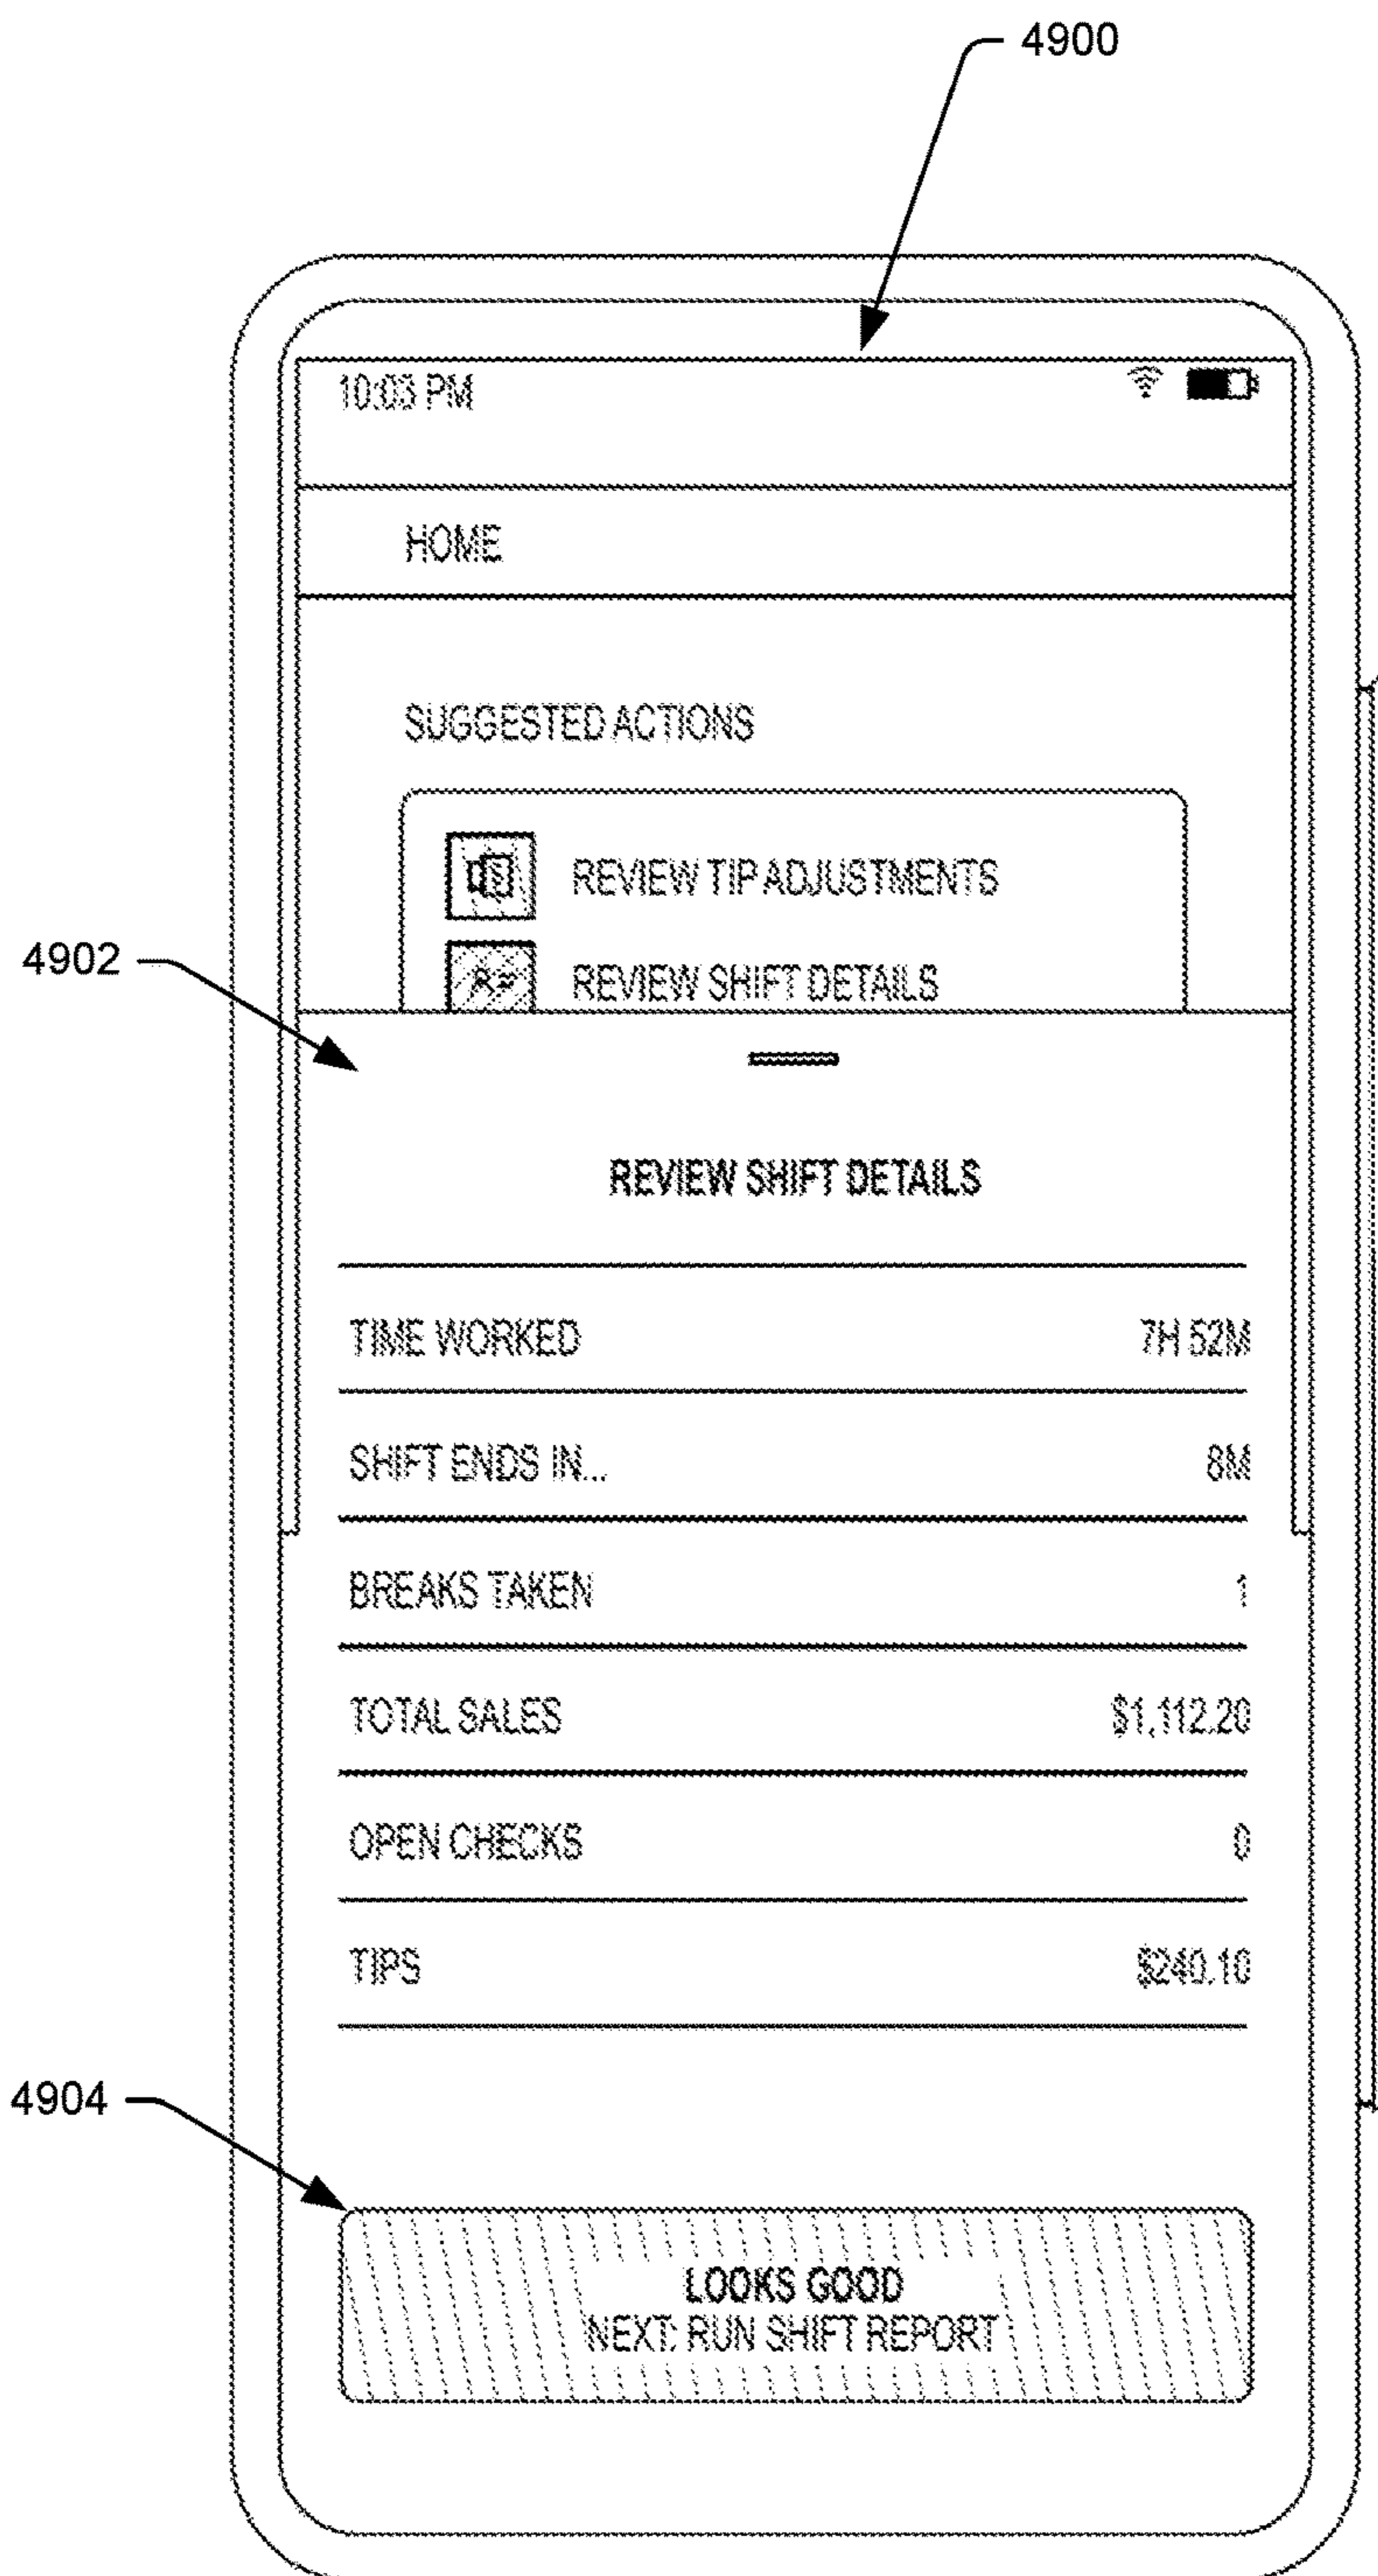 4900
10:03 PM
HOME
SUGGESTED ACTIONS
REVIEW TIP ADJUSTMENTS
4902
REVIEW SHIFT DETAILS
REVIEW SHIFT DETAILS
TIME WORKED 7H 52M
SHIFT ENDS IN... 8M
BREAKS TAKEN 1
TOTAL SALES $1,112.20
OPEN CHECKS 0
TIPS $240.10
4904
LOOKS GOOD
NEXT: RUN SHIFT REPORT